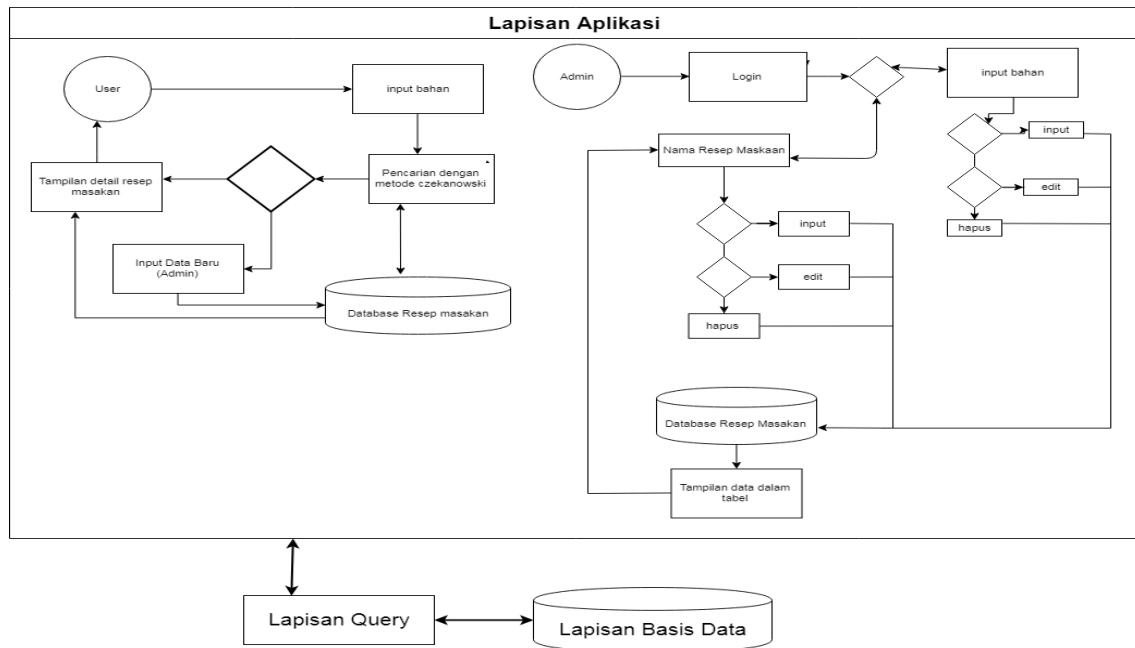 Lapisan Aplikasi
User
input bahan
Tampilan detail resep
masakan
Pencarian dengan
metode czekanowski
Input Data Baru
(Admin)
Database Resep masakan
Admin
Login
input bahan
input
edit
hapus
Nama Resep Maskaan
input
edit
hapus
Database Resep Masakan
Tampilan data dalam
tabel
Lapisan Query
Lapisan Basis Data